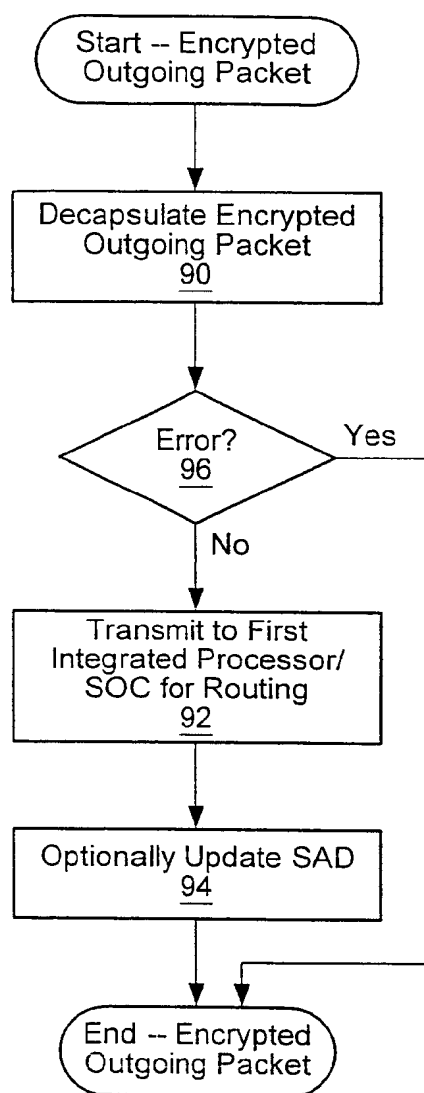 Start -- Encrypted
Outgoing Packet
Decapsulate Encrypted
Outgoing Packet
90
Error?
96
Yes
No
Transmit to First
Integrated Processor/
SOC for Routing
92
Optionally Update SAD
94
End -- Encrypted
Outgoing Packet